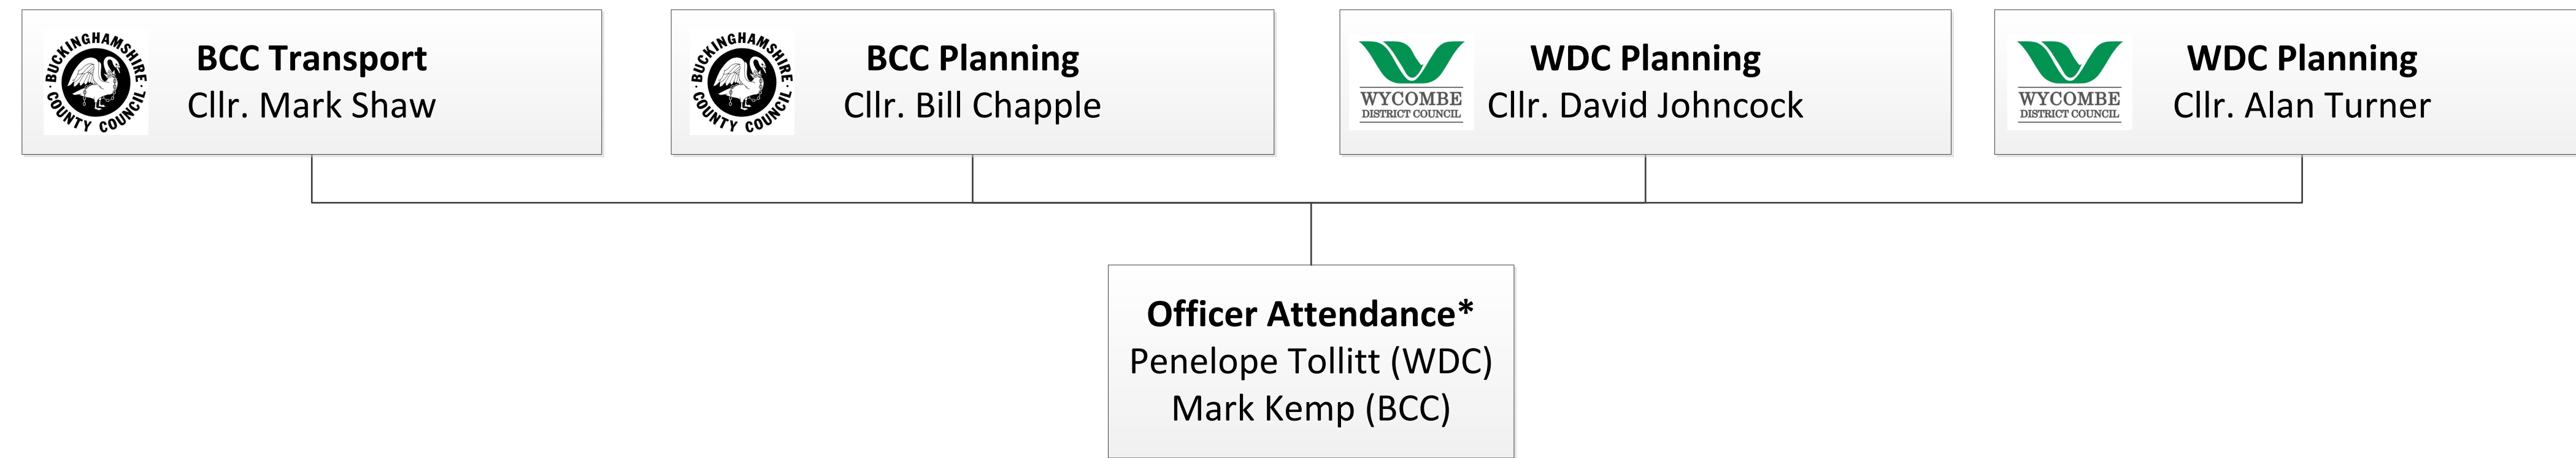 BUCKINGHAMSHIRE
COUNTY COUNCIL
BCC Transport
Cllr. Mark Shaw
BUCKINGHAMSHIRE
COUNTY COUNCIL
BCC Planning
Cllr. Bill Chapple
WYCOMBE
DISTRICT COUNCIL
WDC Planning
Cllr. David Johncock
WYCOMBE
DISTRICT COUNCIL
WDC Planning
Cllr. Alan Turner
Officer Attendance*
Penelope Tollitt (WDC)
Mark Kemp (BCC)